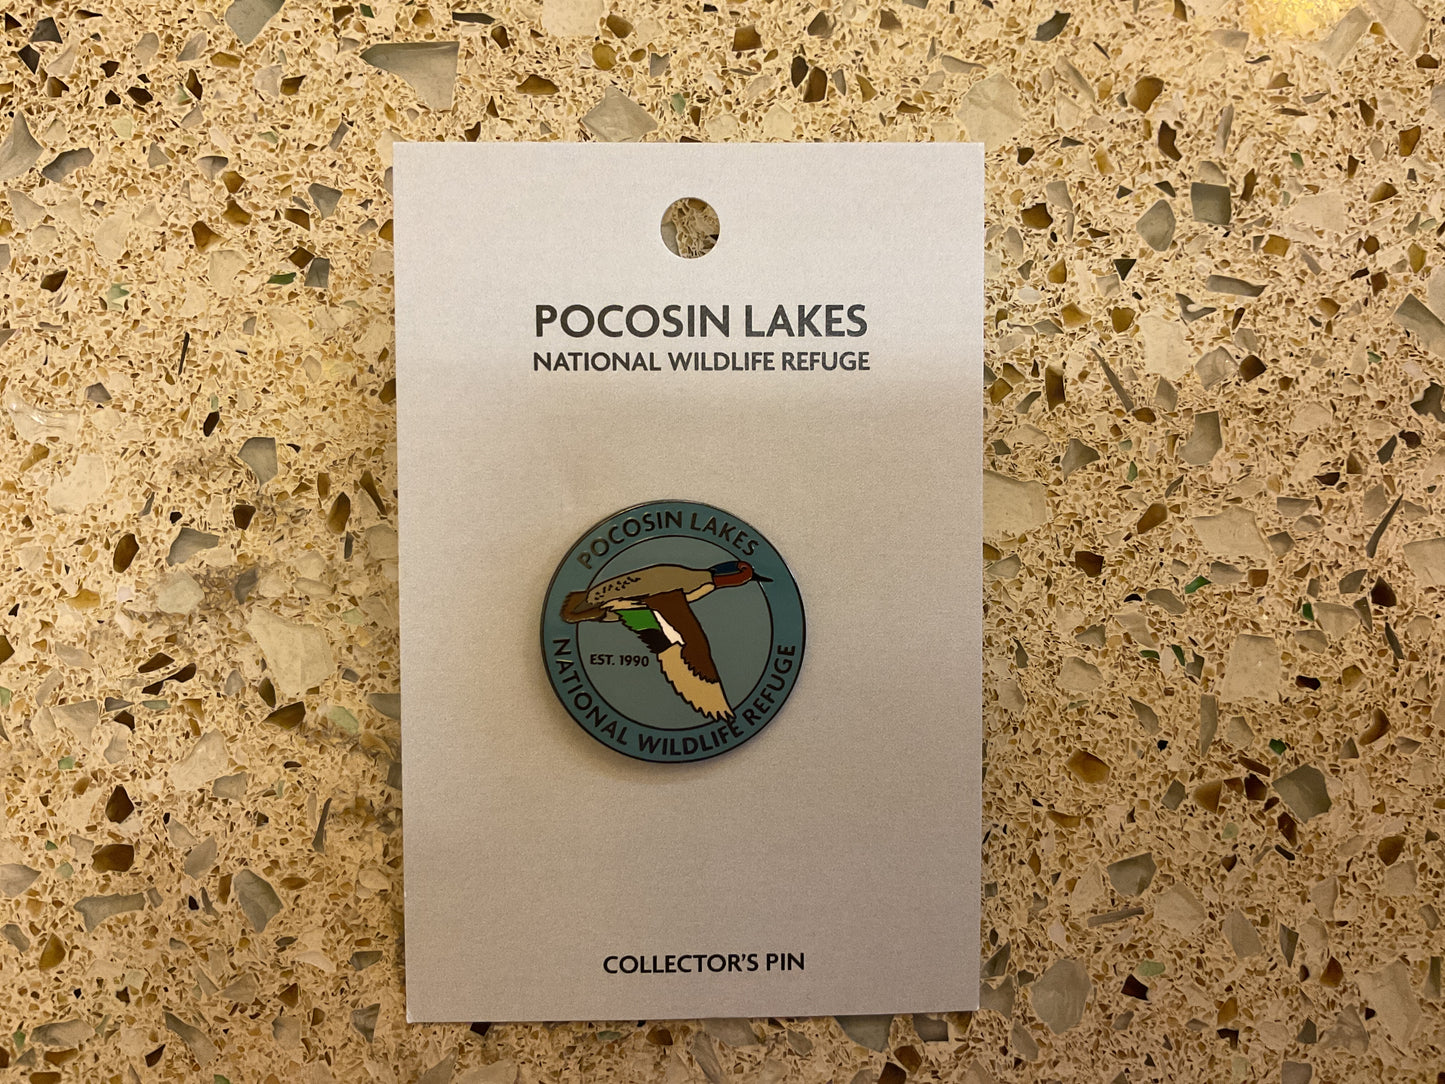 POCOSIN LAKES
NATIONAL WILDLIFE REFUGE
POCOSIN LAKES
EST. 1990
NATIONAL WILDLIFE REFUGE
COLLECTOR'S PIN